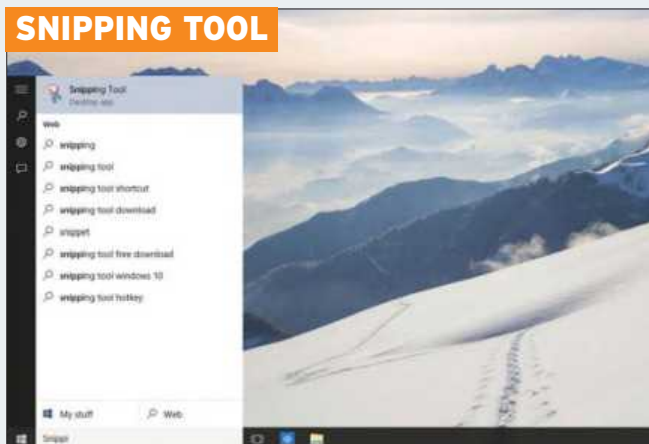 SNIPPING TOOL
Snipping Tool
Desktop app
Web
snipping
snipping tool
snipping tool shortcut
snipping tool download
snippet
snipping tool free download
snipping tool windows 10
snipping tool hotkey
My stuff
Web
Snippi